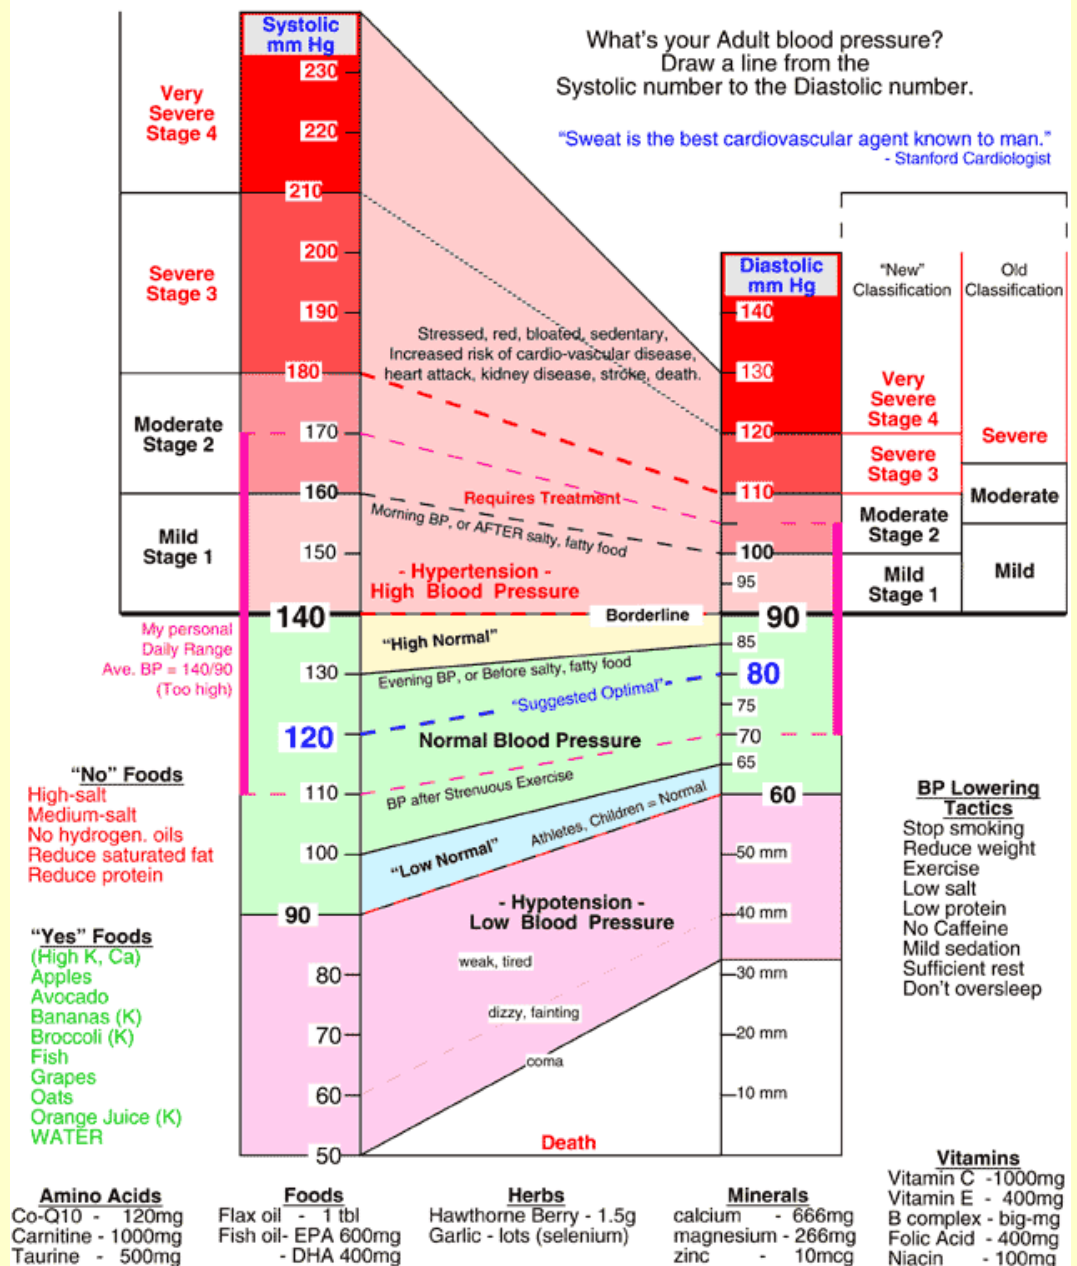 Systolic
mm Hg
230
220
210
200
190
180
170
160
150
140
130
120
110
100
90
80
70
60
50
Very
Severe
Stage 4
Severe
Stage 3
Moderate
Stage 2
Mild
Stage 1
My personal
Daily Range
Ave. BP = 140/90
(Too high)
What's your Adult blood pressure?
Draw a line from the
Systolic number to the Diastolic number.
“Sweat is the best cardiovascular agent known to man.”
- Stanford Cardiologist
Stressed, red, bloated, sedentary,
Increased risk of cardio-vascular disease,
heart attack, kidney disease, stroke, death.
Requires Treatment
Morning BP, or AFTER salty, fatty food
- Hypertension -
High Blood Pressure
Borderline
“High Normal”
Evening BP, or Before salty, fatty food
“Suggested Optimal”
Normal Blood Pressure
BP after Strenuous Exercise
Athletes, Children = Normal
“Low Normal”
- Hypotension -
Low Blood Pressure
weak, tired
dizzy, fainting
coma
Death
Diastolic
mm Hg
140
130
120
110
100
95
90
85
80
75
70
65
60
50 mm
40 mm
30 mm
20 mm
10 mm
“New”
Classification
Very
Severe
Stage 4
Severe
Stage 3
Moderate
Stage 2
Mild
Stage 1
Old
Classification
Severe
Moderate
Mild
“No” Foods
High-salt
Medium-salt
No hydrogen. oils
Reduce saturated fat
Reduce protein
“Yes” Foods
(High K, Ca)
Apples
Avocado
Bananas (K)
Broccoli (K)
Fish
Grapes
Oats
Orange Juice (K)
WATER
BP Lowering
Tactics
Stop smoking
Reduce weight
Exercise
Low salt
Low protein
No Caffeine
Mild sedation
Sufficient rest
Don't oversleep
Amino Acids
Co-Q10 - 120mg
Carnitine - 1000mg
Taurine - 500mg
Foods
Flax oil - 1 tbl
Fish oil- EPA 600mg
- DHA 400mg
Herbs
Hawthorne Berry - 1.5g
Garlic - lots (selenium)
Minerals
calcium - 666mg
magnesium - 266mg
zinc - 10mcg
Vitamins
Vitamin C -1000mg
Vitamin E - 400mg
B complex - big-mg
Folic Acid - 400mg
Niacin - 100mg